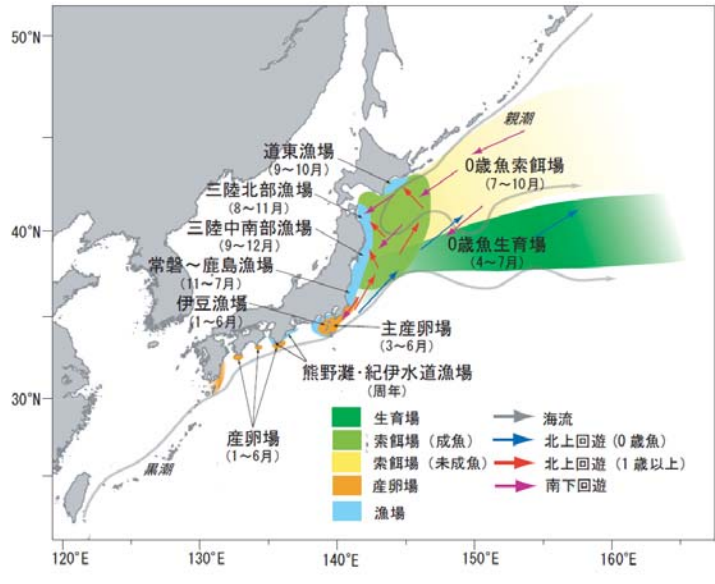 50°N
40°N
30°N
120°E
130°E
140°E
150°E
160°E
親潮
道東漁場
(9~10月)
0歳魚索餌場
(7~10月)
三陸北部漁場
(8~11月)
三陸中南部漁場
(9~12月)
0歳魚生育場
(4~7月)
常磐~鹿島漁場
(11~7月)
伊豆漁場
(1~6月)
主産卵場
(3~6月)
熊野灘・紀伊水道漁場
(周年)
産卵場
(1~6月)
黒潮
生育場
索餌場(成魚)
索餌場(未成魚)
産卵場
漁場
海流
北上回遊(0歳魚)
北上回遊(1歳以上)
南下回遊